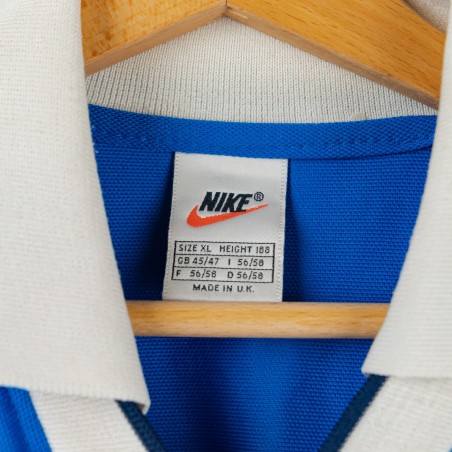 NIKE®
SIZE XL HEIGHT 188
GB 45/47 I 56/58
F 56/58 D 56/58
MADE IN U.K.